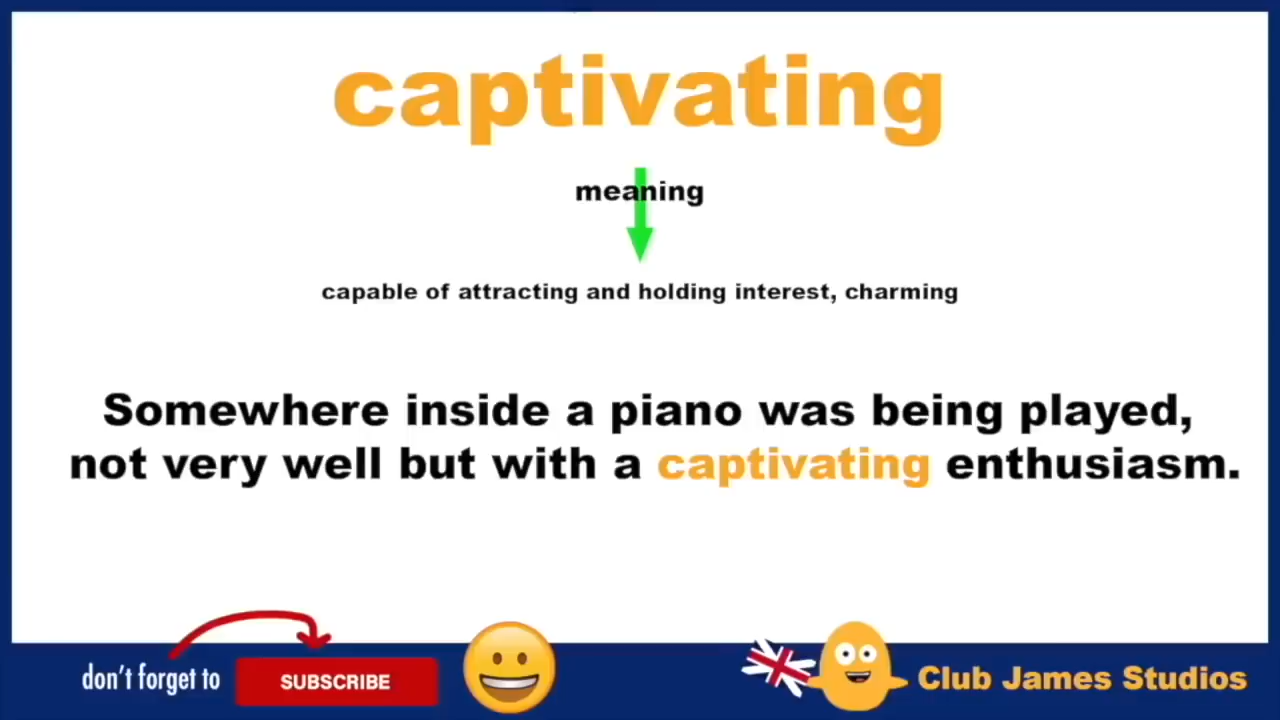 captivating
meaning
capable of attracting and holding interest, charming
Somewhere inside a piano was being played,
not very well but with a captivating enthusiasm.
don't forget to
SUBSCRIBE
Club James Studios